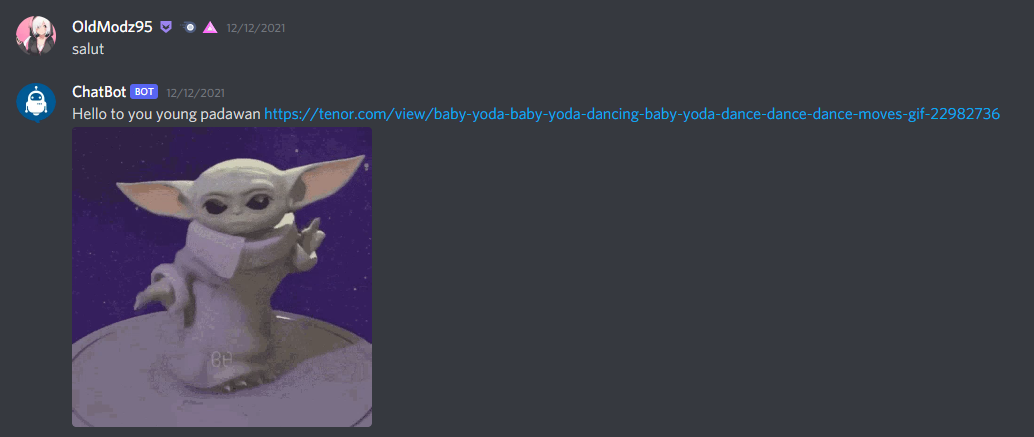 OldModz95 12/12/2021
salut
ChatBot BOT 12/12/2021
Hello to you young padawan https://tenor.com/view/baby-yoda-baby-yoda-dancing-baby-yoda-dance-dance-dance-moves-gif-22982736